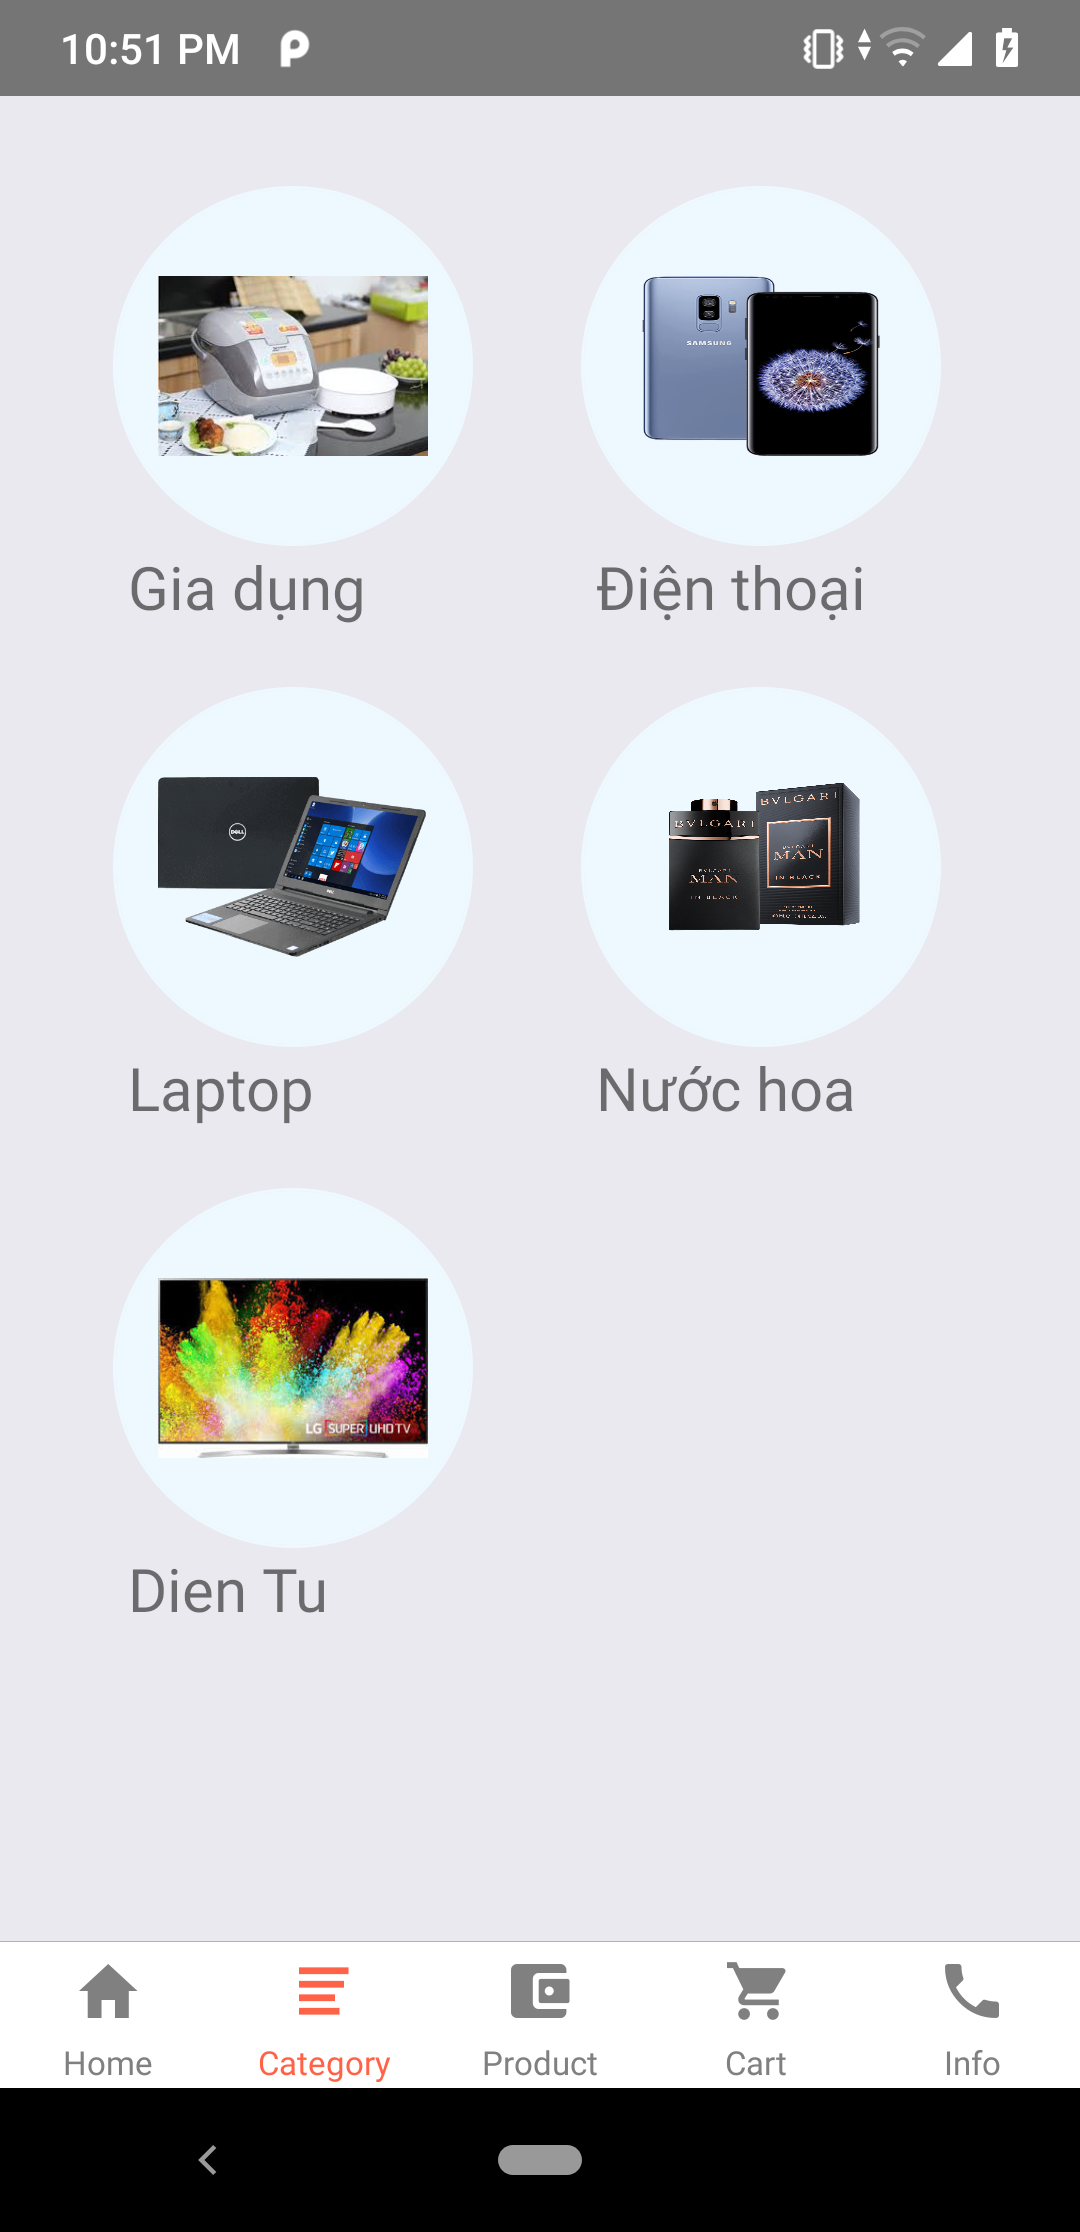 10:51 PM
SAMSUNG
Gia dụng
Điện thoại
DELL
BVLGARI
BVLGARI
MAN
IN BLACK
MAN
IN BLACK
Laptop
Nước hoa
LG SUPER UHD TV
Dien Tu
Home
Category
Product
Cart
Info